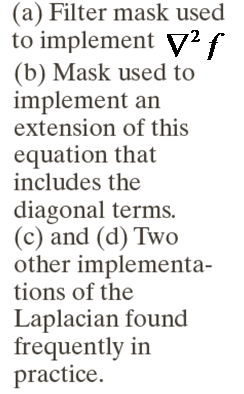 (a) Filter mask used
to implement ∇² f
(b) Mask used to
implement an
extension of this
equation that
includes the
diagonal terms.
(c) and (d) Two
other implementa-
tions of the
Laplacian found
frequently in
practice.